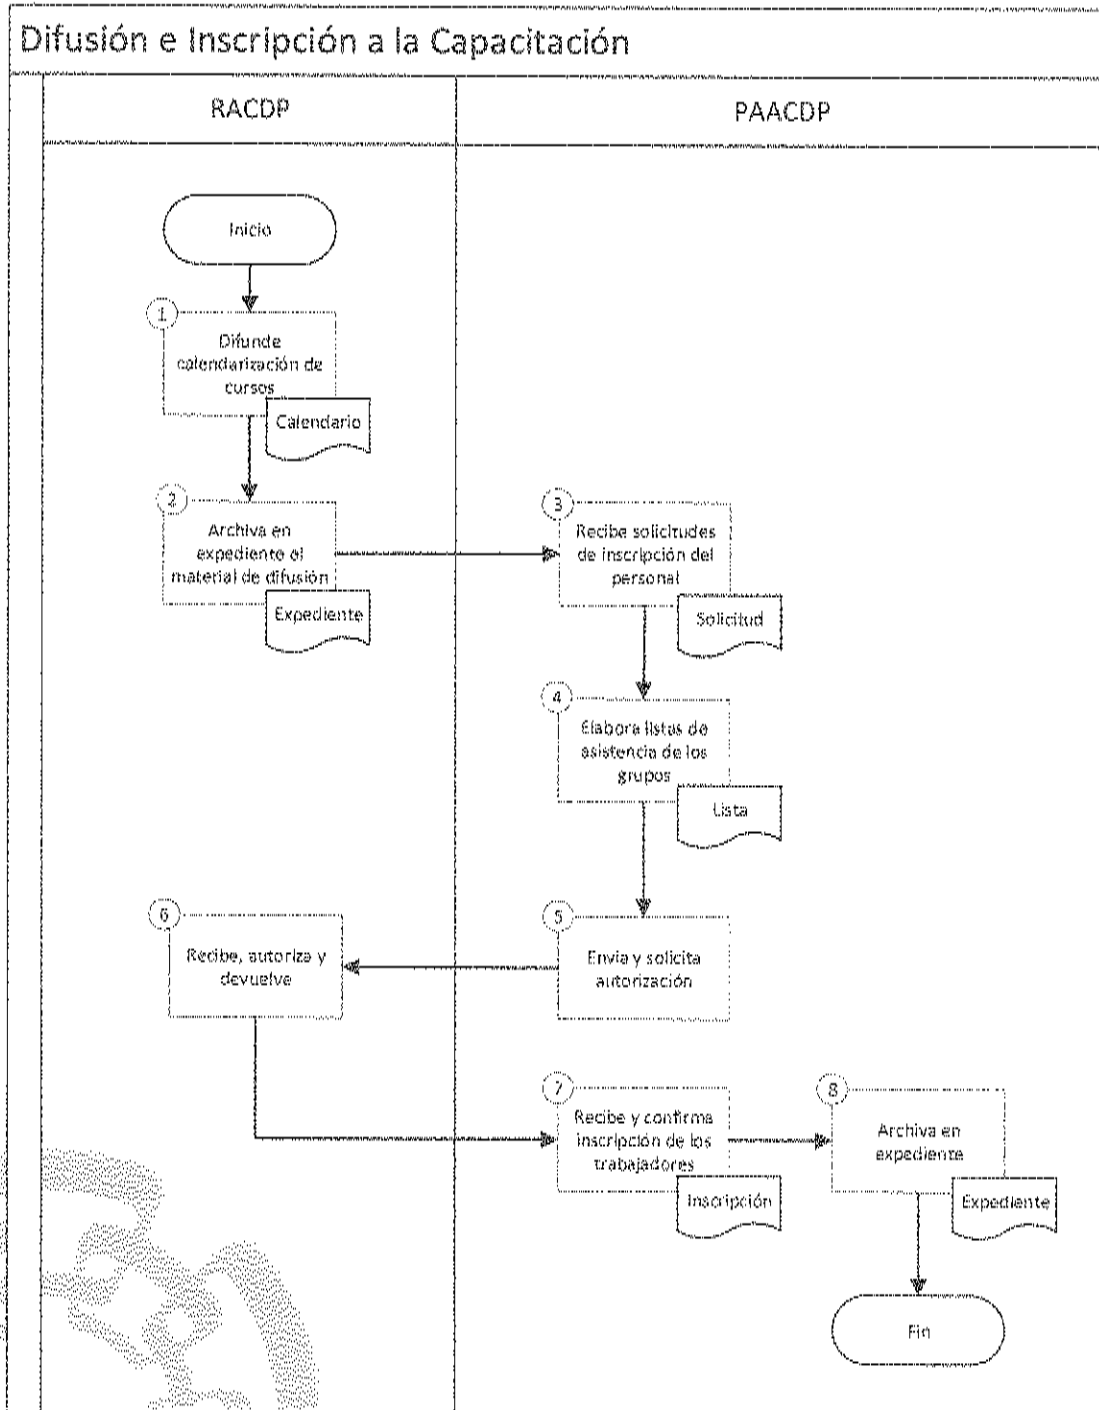 Difusión e Inscripción a la Capacitación
RACDP
PAACDP
Inicio
1
Difunde
calendarización de
cursos
Calendario
2
Archiva en
expediente el
material de difusión
Expediente
3
Recibe solicitudes
de inscripción del
personal
Solicitud
4
Elabora listas de
asistencia de los
grupos
Lista
5
Envia y solicita
autorización
6
Recibe, autoriza y
devuelve
7
Recibe y confirma
inscripción de los
trabajadores
Inscripción
8
Archiva en
expediente
Expediente
Fin